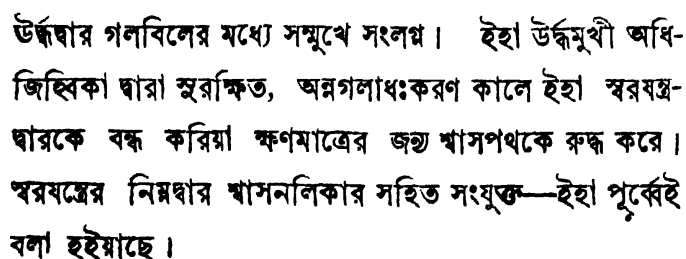 ঊর্দ্ধদ্বার গলবিলের মধ্যে সম্মুখে সংলগ্ন। ইহা উর্দ্ধমুখী অধি-
জিহ্বিকা দ্বারা সুরক্ষিত, অন্নগলাধঃকরণ কালে ইহা স্বরযন্ত্র-
দ্বারকে বন্ধ করিয়া ক্ষণমাত্রের জন্য শ্বাসপথকে রুদ্ধ করে।
স্বরযন্ত্রের নিম্নদ্বার শ্বাসনলিকার সহিত সংযুক্ত—ইহা পূর্ব্বেই
বলা হইয়াছে।